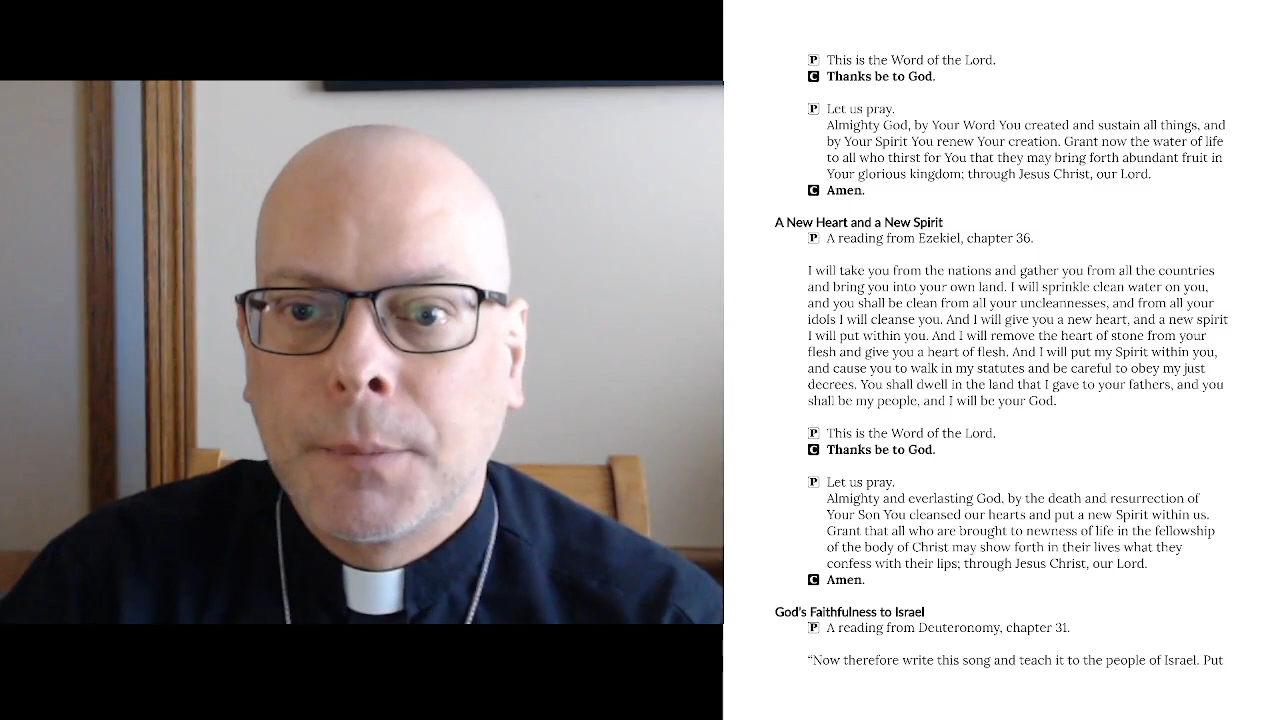 P This is the Word of the Lord.
C Thanks be to God.
P Let us pray.
Almighty God, by Your Word You created and sustain all things, and
by Your Spirit You renew Your creation. Grant now the water of life
to all who thirst for You that they may bring forth abundant fruit in
Your glorious kingdom; through Jesus Christ, our Lord.
C Amen.
A New Heart and a New Spirit
P A reading from Ezekiel, chapter 36.
I will take you from the nations and gather you from all the countries
and bring you into your own land. I will sprinkle clean water on you,
and you shall be clean from all your uncleannesses, and from all your
idols I will cleanse you. And I will give you a new heart, and a new spirit
I will put within you. And I will remove the heart of stone from your
flesh and give you a heart of flesh. And I will put my Spirit within you,
and cause you to walk in my statutes and be careful to obey my just
decrees. You shall dwell in the land that I gave to your fathers, and you
shall be my people, and I will be your God.
P This is the Word of the Lord.
C Thanks be to God.
P Let us pray.
Almighty and everlasting God, by the death and resurrection of
Your Son You cleansed our hearts and put a new Spirit within us.
Grant that all who are brought to newness of life in the fellowship
of the body of Christ may show forth in their lives what they
confess with their lips; through Jesus Christ, our Lord.
C Amen.
God's Faithfulness to Israel
P A reading from Deuteronomy, chapter 31.
“Now therefore write this song and teach it to the people of Israel. Put